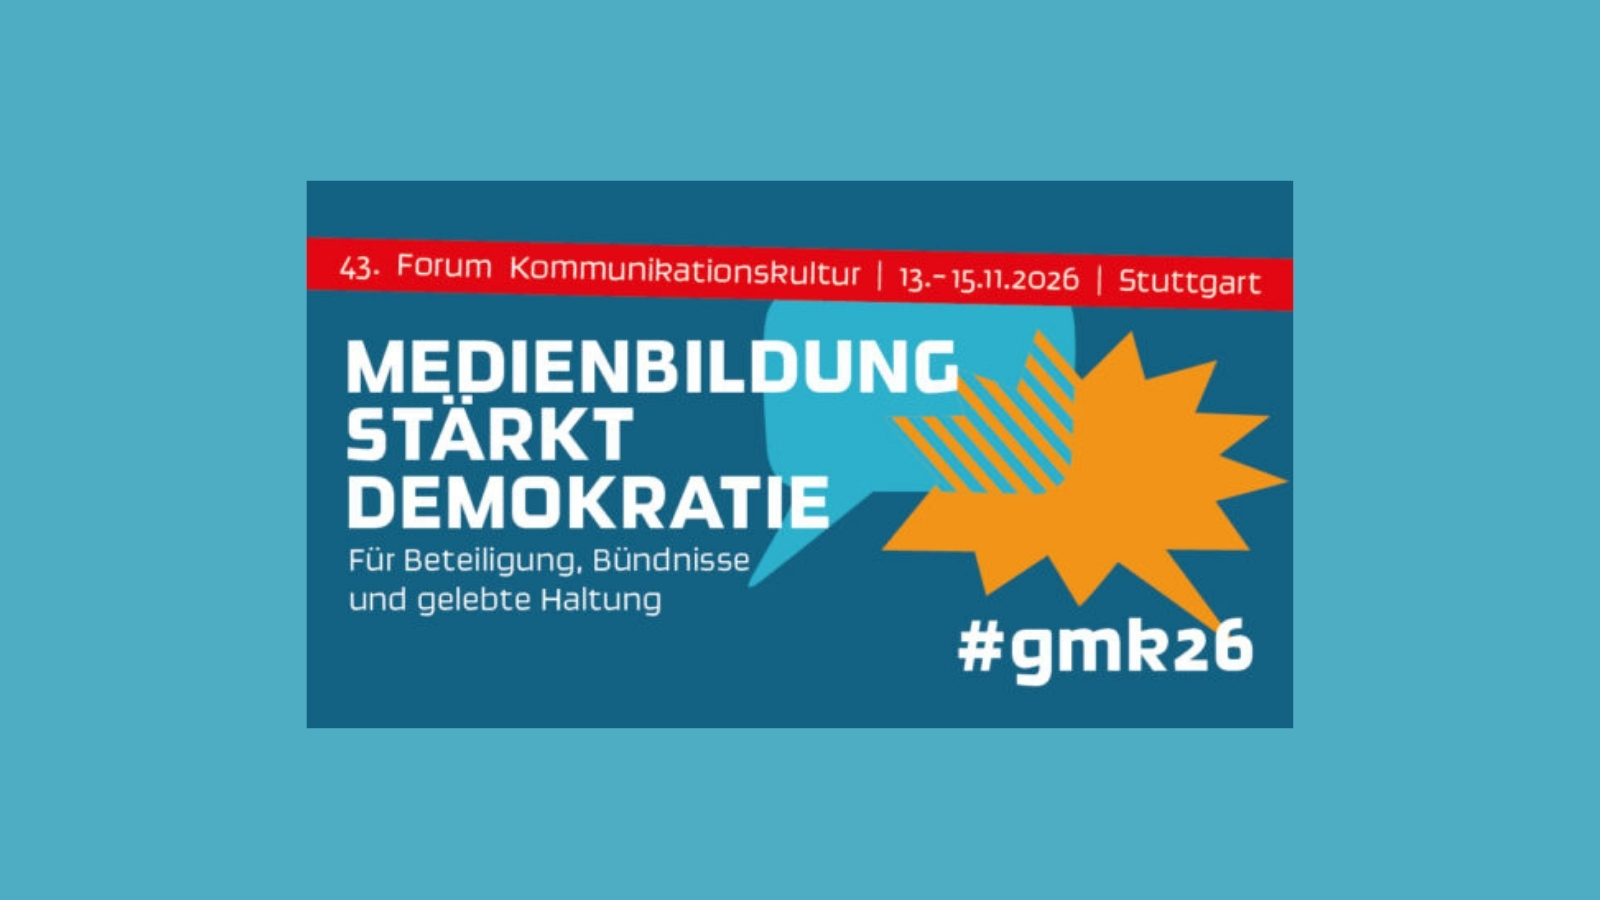 43. Forum Kommunikationskultur | 13.–15.11.2026 | Stuttgart
MEDIENBILDUNG
STÄRKT
DEMOKRATIE
Für Beteiligung, Bündnisse
und gelebte Haltung
#gmk26